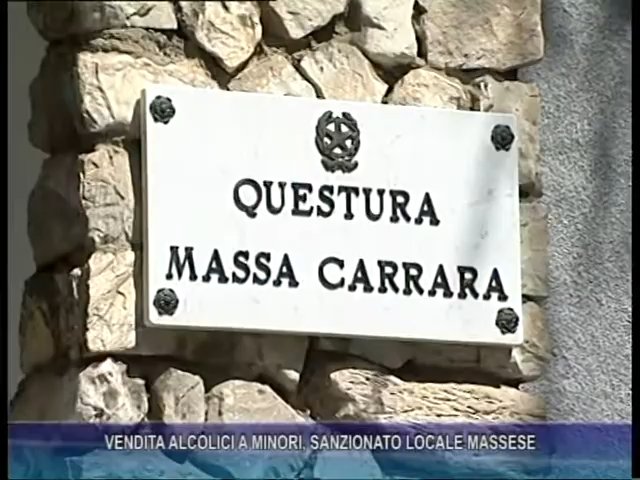 QUESTURA
MASSA CARRARA
VENDITA ALCOLICI A MINORI, SANZIONATO LOCALE MASSESE